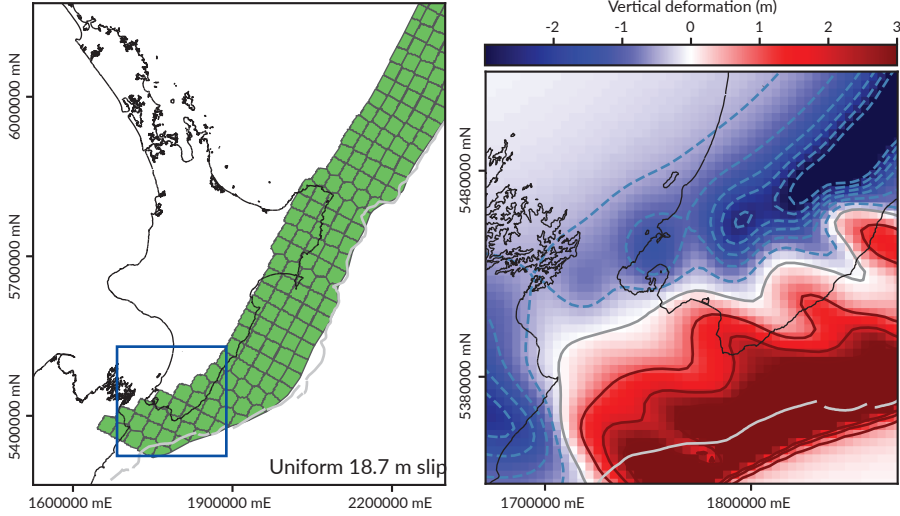 Vertical deformation (m)
-2 -1 0 1 2 3
6000000 mN
5700000 mN
5400000 mN
5480000 mN
5380000 mN
Uniform 18.7 m slip
1600000 mE 1900000 mE 2200000 mE
1700000 mE 1800000 mE